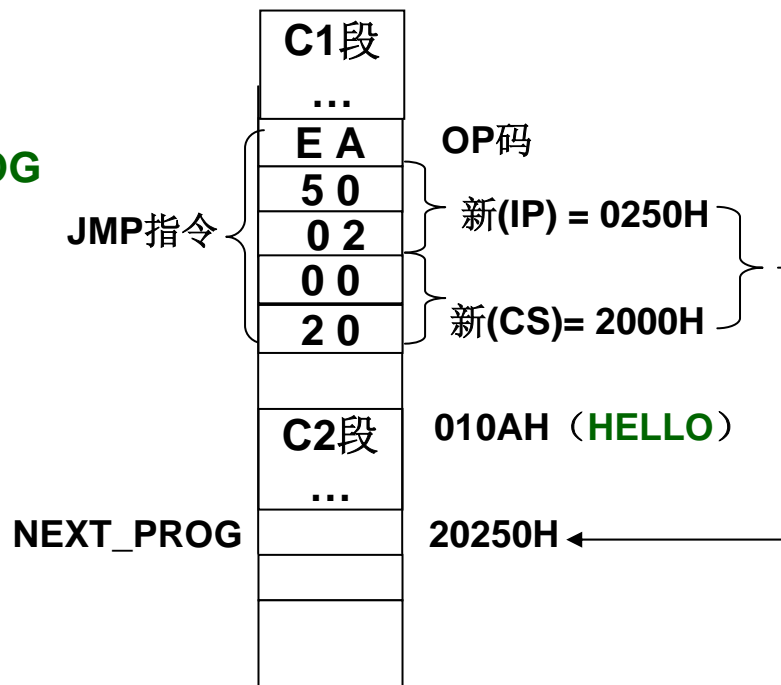 C1段
...
E A OP码
OG
5 0
JMP指令 0 2 新(IP) = 0250H
0 0
2 0 新(CS)= 2000H
C2段 010AH（HELLO）
...
NEXT_PROG 20250H